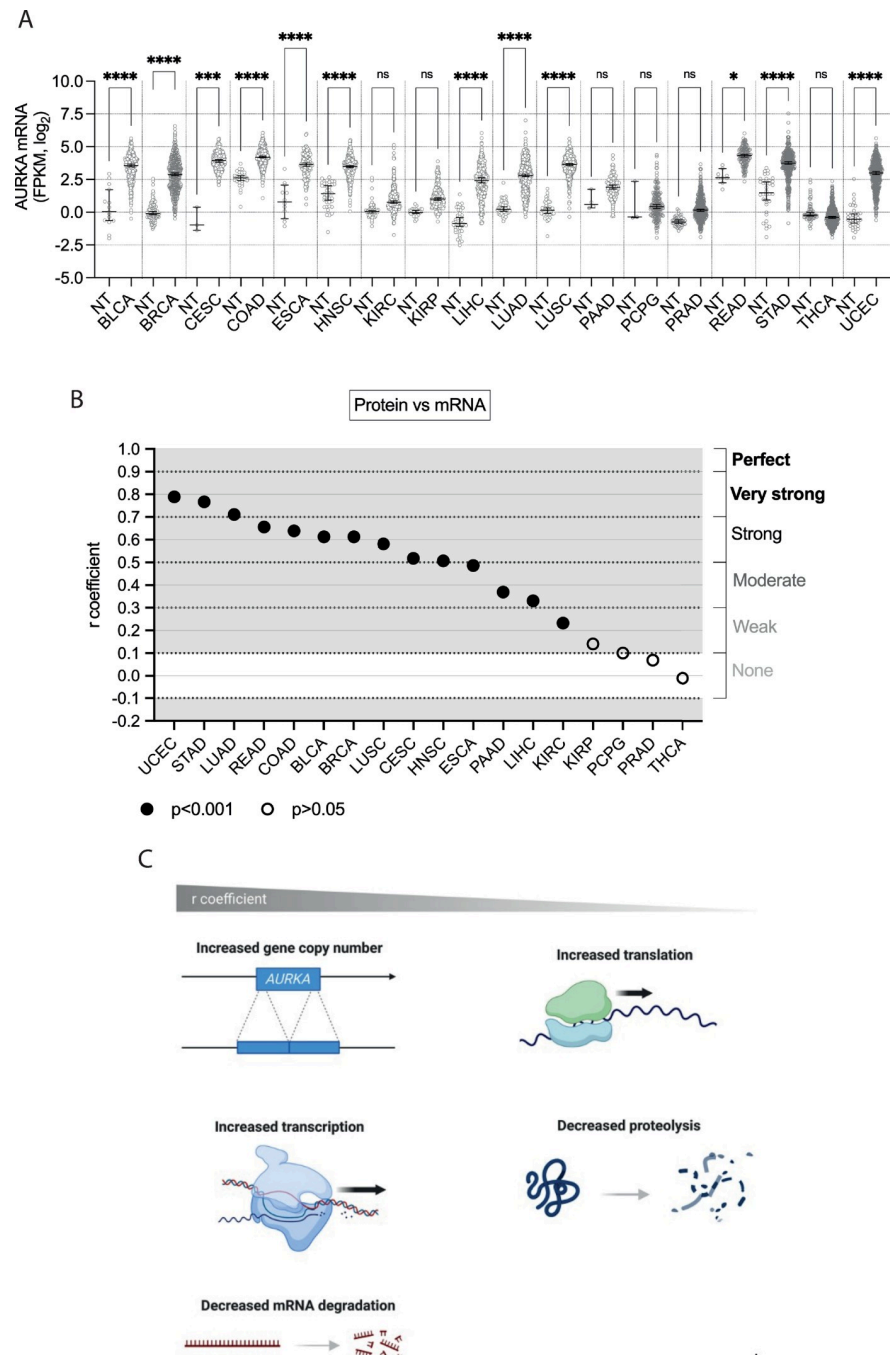 A
**** **** *** **** **** **** ns ns **** **** **** ns ns ns * **** ns ****
AURKA mRNA
(FPKM, log2)
10.0
7.5
5.0
2.5
0.0
-2.5
-5.0
NT BLCA NT BRCA NT CESC NT COAD NT ESCA NT HNSC NT KIRC NT KIRP NT LIHC NT LUAD NT LUSC NT PAAD NT PCPG NT PRAD NT READ NT STAD NT THCA NT UCEC
B
Protein vs mRNA
r coefficient
1.0
0.9
0.8
0.7
0.6
0.5
0.4
0.3
0.2
0.1
0.0
-0.1
-0.2
Perfect
Very strong
Strong
Moderate
Weak
None
UCEC STAD LUAD READ COAD BLCA BRCA LUSC CESC HNSC ESCA PAAD LIHC KIRC KIRP PCPG PRAD THCA
p<0.001 p>0.05
C
r coefficient
Increased gene copy number
AURKA
Increased translation
Increased transcription
Decreased proteolysis
Decreased mRNA degradation